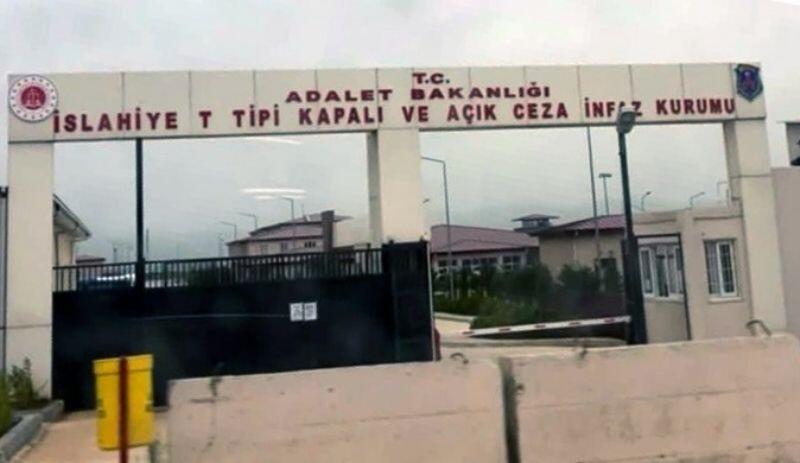 T.C.
ADALET BAKANLIĞI
İSLAHİYE T TİPİ KAPALI VE AÇIK CEZA İNFAZ KURUMU